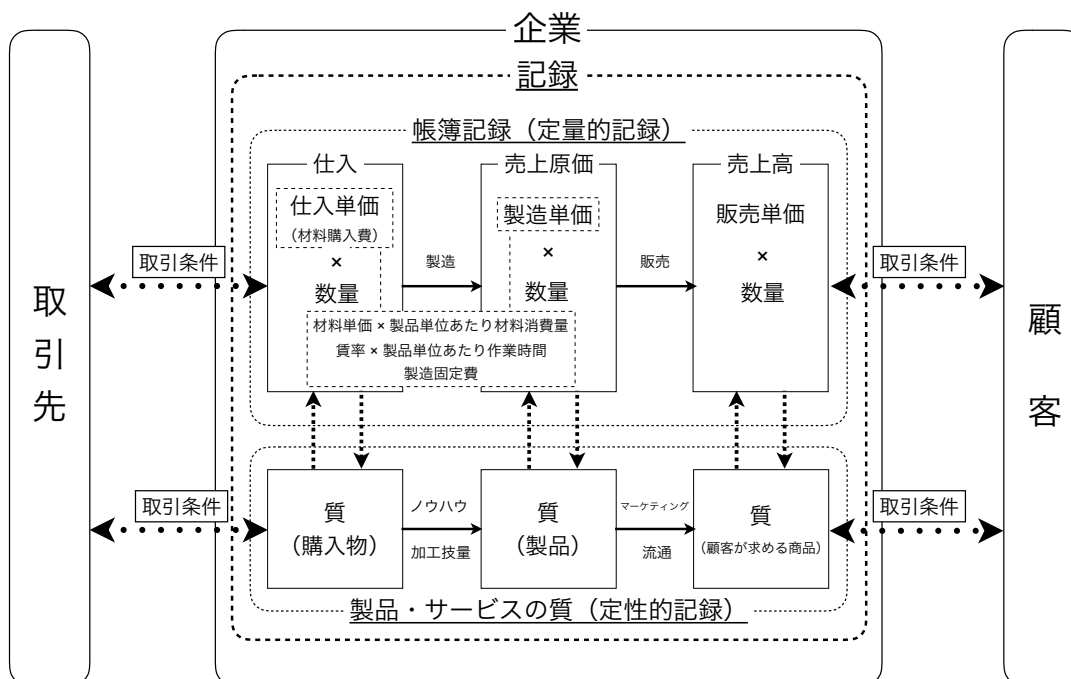 企業
記録
帳簿記録（定量的記録）
仕入
売上原価
売上高
仕入単価
（材料購入費）
×
数量
製造単価
×
数量
販売単価
×
数量
製造
販売
材料単価 × 製品単位あたり材料消費量
賃率 × 製品単位あたり作業時間
製造固定費
取引条件
取引条件
取引先
顧客
取引条件
取引条件
質
（購入物）
ノウハウ
加工技量
質
（製品）
マーケティング
流通
質
（顧客が求める商品）
製品・サービスの質（定性的記録）